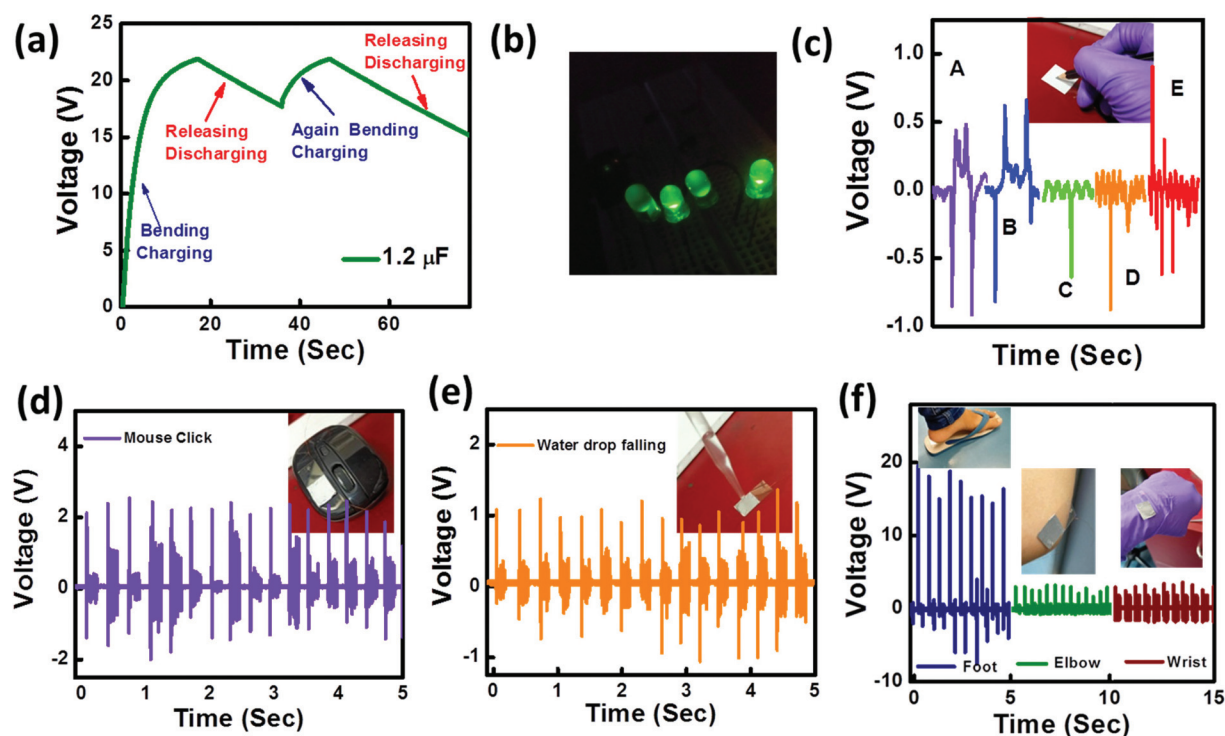 (a)
25
20
15
10
5
0
Voltage (V)
Releasing
Discharging
Releasing
Discharging
Again Bending
Charging
Bending
Charging
1.2 μF
0
20
40
60
Time (Sec)
(b)
(c)
1.0
0.5
0.0
-0.5
-1.0
Voltage (V)
A
B
C
D
E
Time (Sec)
(d)
4
2
0
-2
Voltage (V)
Mouse Click
0
1
2
3
4
5
Time (Sec)
(e)
2
1
0
-1
Voltage (V)
Water drop falling
0
1
2
3
4
5
Time (Sec)
(f)
20
10
0
-10
Voltage (V)
Foot
Elbow
Wrist
0
5
10
15
Time (Sec)